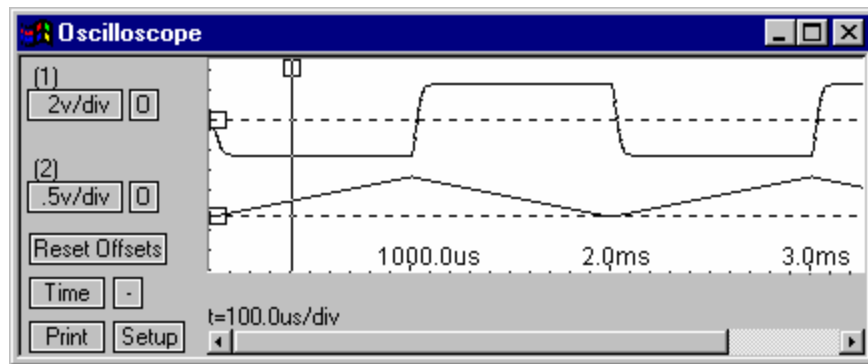 Oscilloscope
(1)
2v/div 0
(2)
.5v/div 0
Reset Offsets
1000.0us 2.0ms 3.0ms
Time -
t=100.0us/div
Print Setup